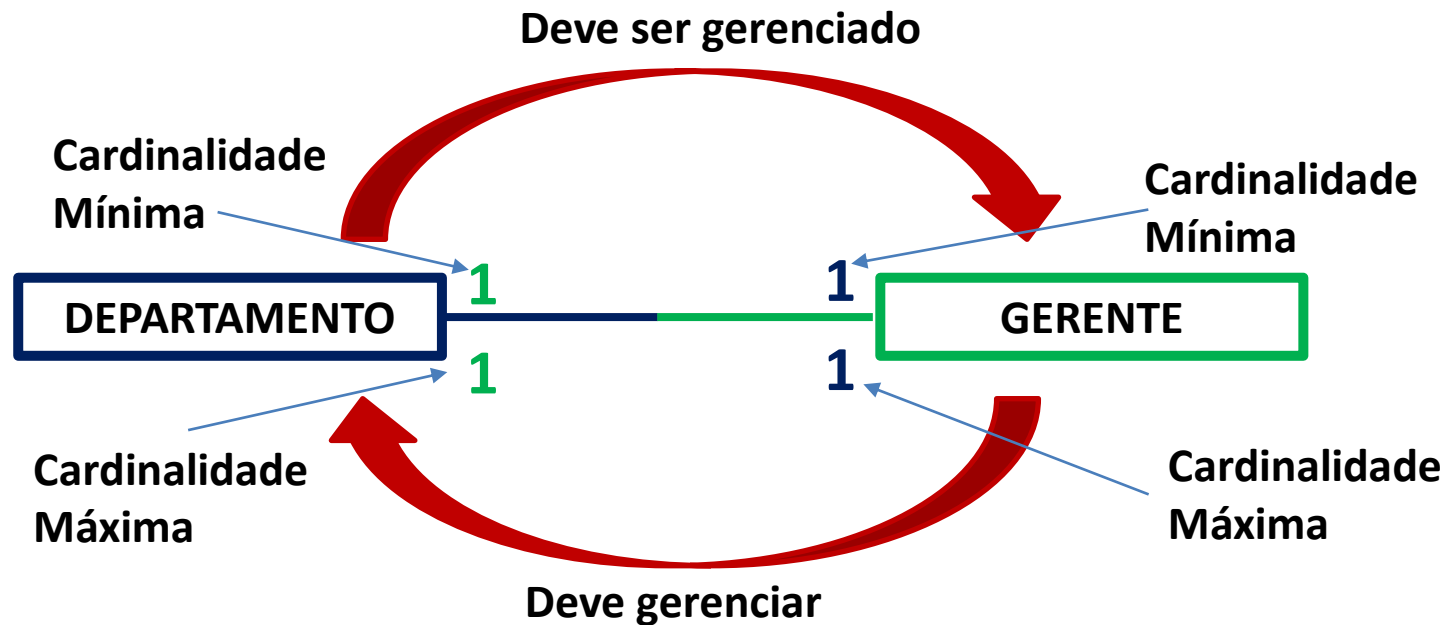 Deve ser gerenciado
Cardinalidade
Mínima
Cardinalidade
Mínima
1
1
DEPARTAMENTO
GERENTE
1
1
Cardinalidade
Máxima
Cardinalidade
Máxima
Deve gerenciar